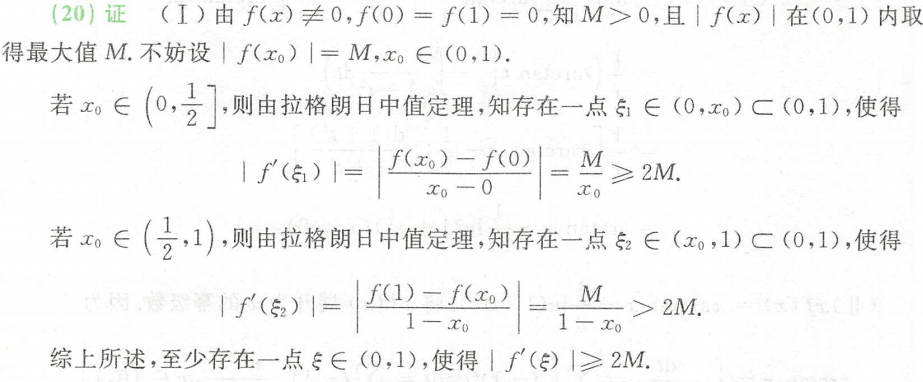 (20) 证 (Ⅰ) 由 f(x) ≢ 0, f(0) = f(1) = 0, 知 M > 0, 且 | f(x) | 在(0,1) 内取
得最大值 M. 不妨设 | f(x₀) | = M, x₀ ∈ (0,1).
若 x₀ ∈ (0, 1/2], 则由拉格朗日中值定理, 知存在一点 ξ₁ ∈ (0, x₀) ⊂ (0,1), 使得
| f′(ξ₁) | = | (f(x₀) − f(0))/(x₀ − 0) | = M/x₀ ⩾ 2M.
若 x₀ ∈ (1/2, 1), 则由拉格朗日中值定理, 知存在一点 ξ₂ ∈ (x₀, 1) ⊂ (0,1), 使得
| f′(ξ₂) | = | (f(1) − f(x₀))/(1 − x₀) | = M/(1 − x₀) > 2M.
综上所述, 至少存在一点 ξ ∈ (0,1), 使得 | f′(ξ) | ⩾ 2M.